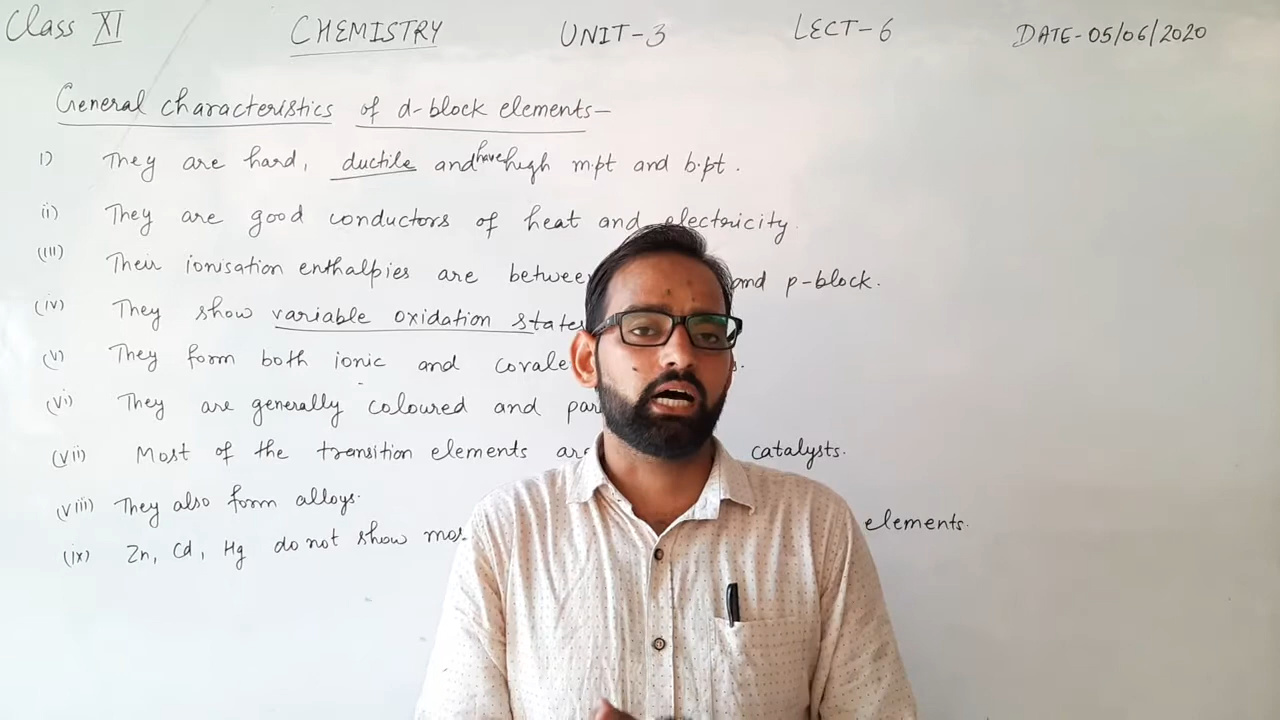 Class XI CHEMISTRY UNIT-3 LECT-6 DATE-05/06/2020
General characteristics of d-block elements—
i) They are hard, ductile and have high m.pt and b.pt.
ii) They are good conductors of heat and electricity.
(iii) Their ionisation enthalpies are between and p-block.
(iv) They show variable oxidation states
(v) They form both ionic and
(vi) They are generally coloured and
(vii) Most of the transition elements are catalysts.
(viii) They also form alloys.
(ix) Zn, Cd, Hg do not show elements.